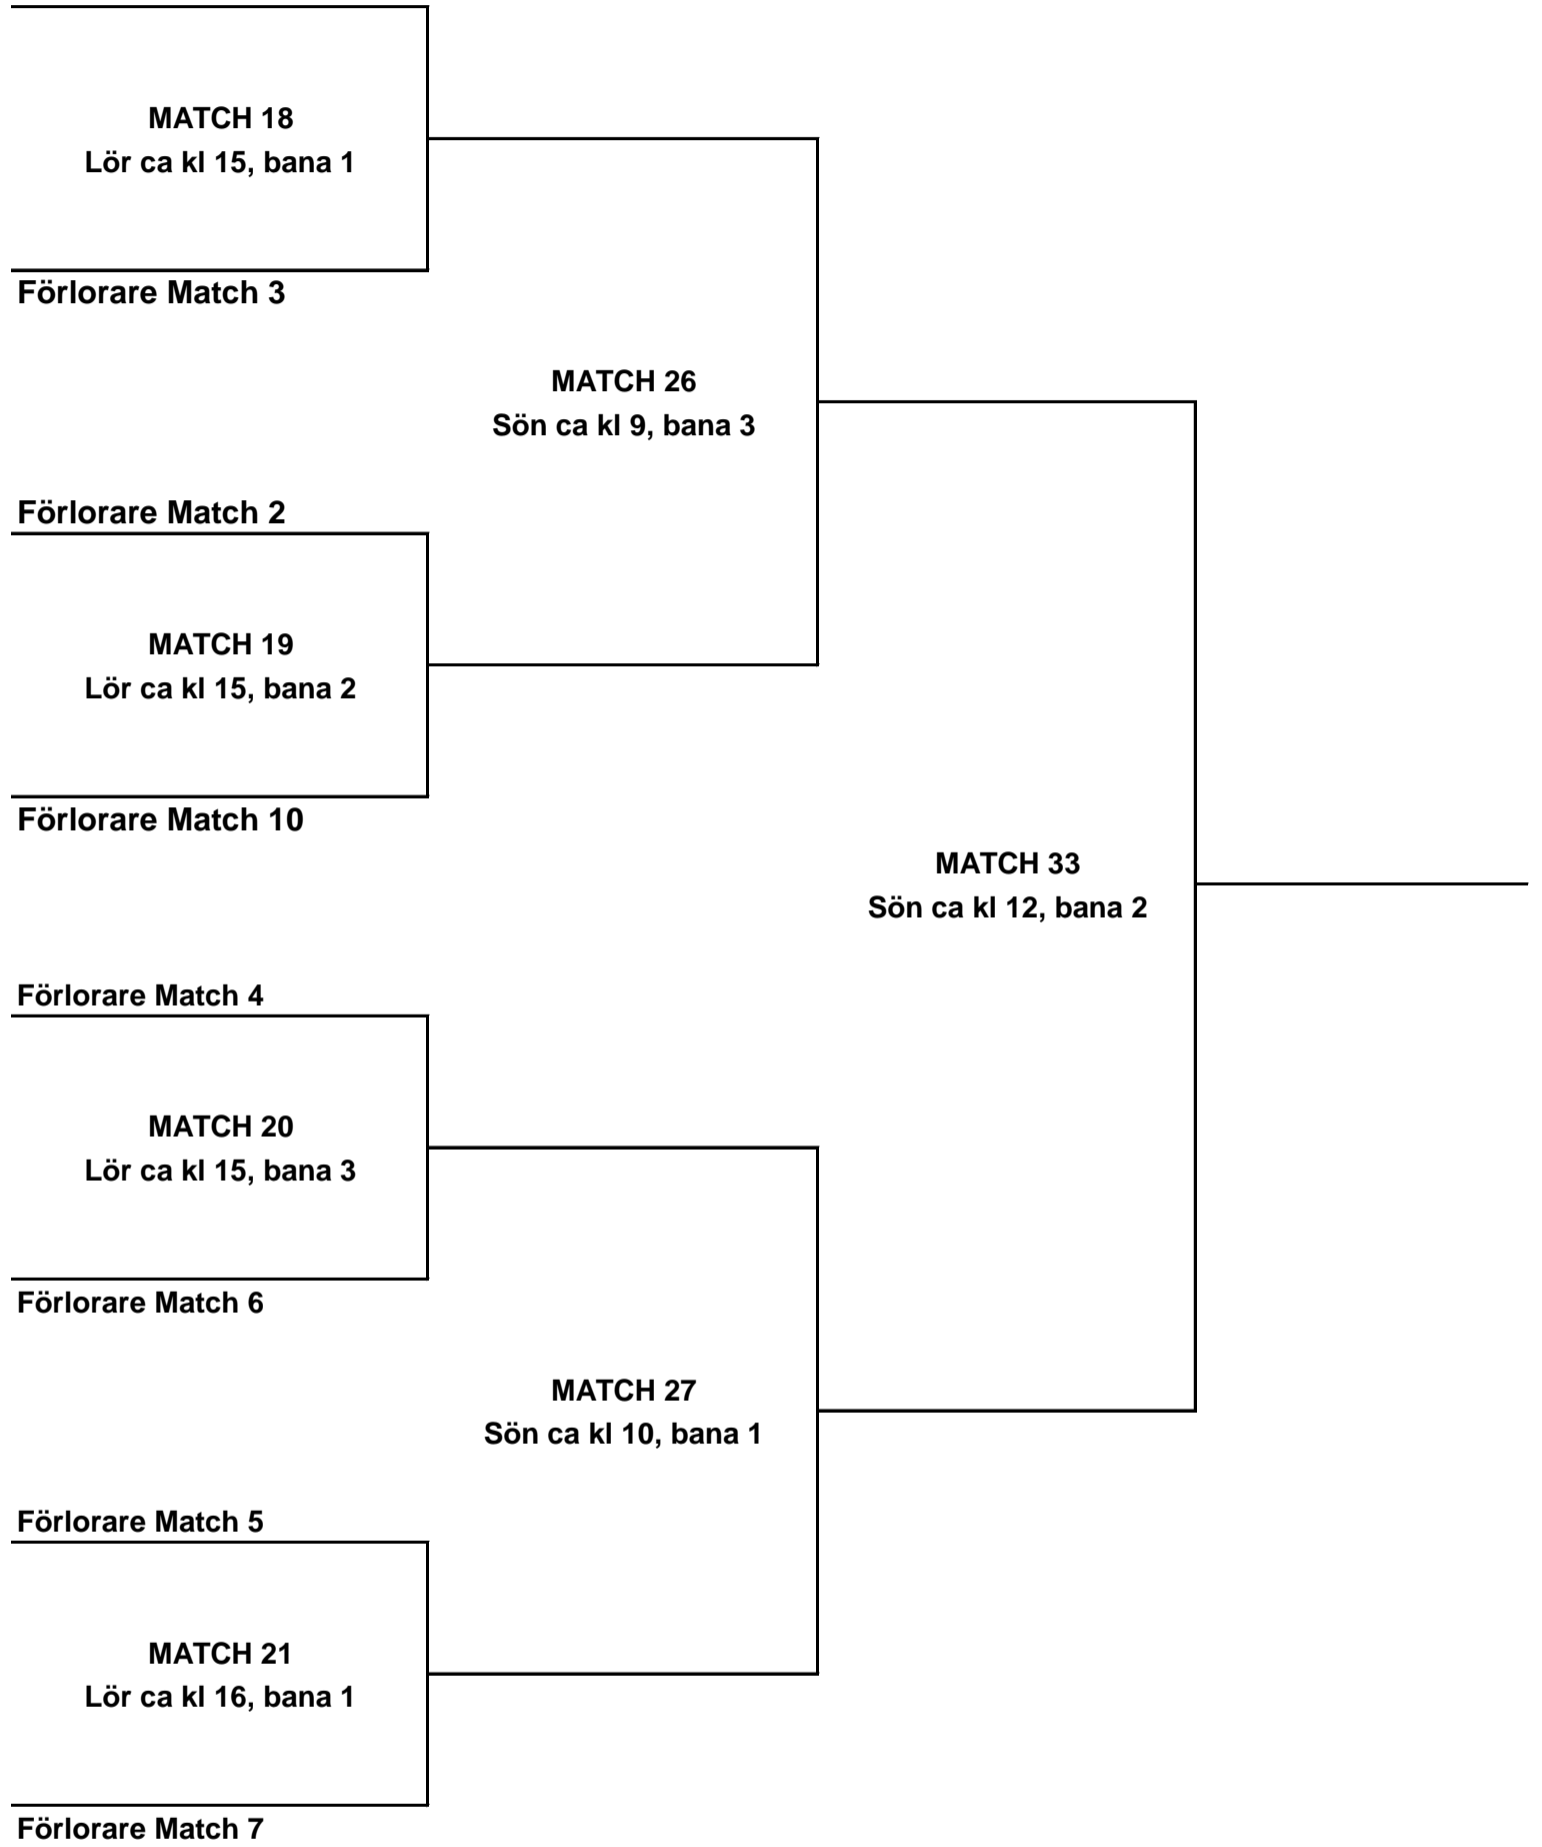 MATCH 18
Lör ca kl 15, bana 1
Förlorare Match 3
MATCH 26
Sön ca kl 9, bana 3
Förlorare Match 2
MATCH 19
Lör ca kl 15, bana 2
Förlorare Match 10
MATCH 33
Sön ca kl 12, bana 2
Förlorare Match 4
MATCH 20
Lör ca kl 15, bana 3
Förlorare Match 6
MATCH 27
Sön ca kl 10, bana 1
Förlorare Match 5
MATCH 21
Lör ca kl 16, bana 1
Förlorare Match 7